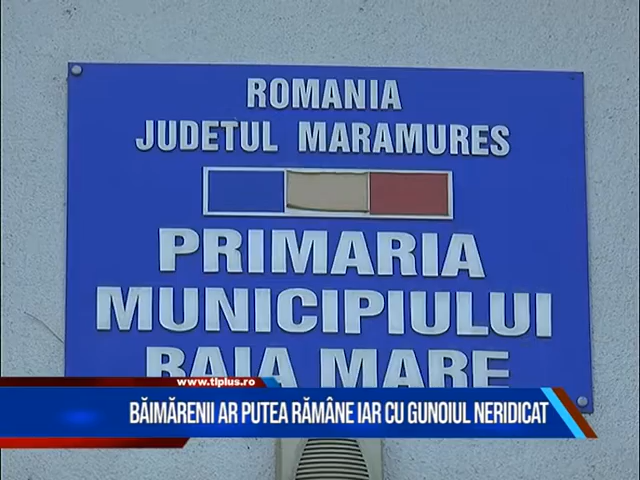 ROMANIA
JUDETUL MARAMURES
PRIMARIA
MUNICIPIULUI
BAIA MARE
www.tlplus.ro
BĂIMĂRENII AR PUTEA RĂMÂNE IAR CU GUNOIUL NERIDICAT